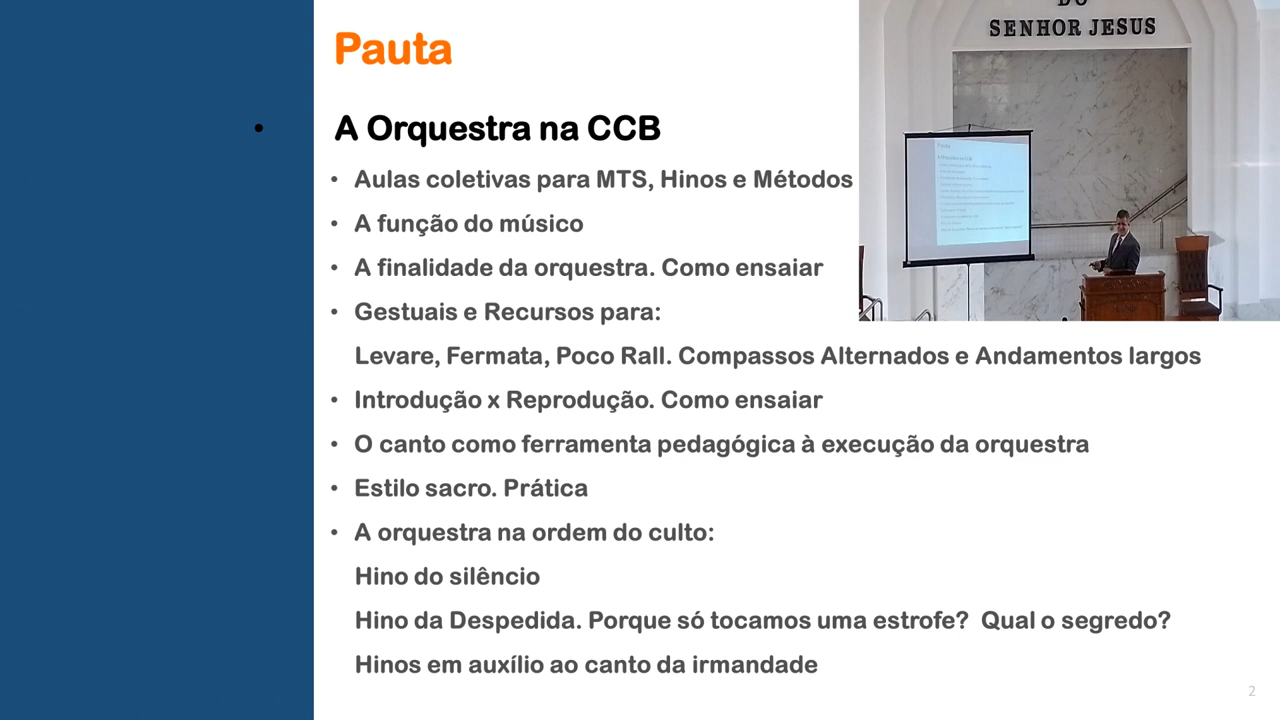 Pauta
DO
SENHOR JESUS
• A Orquestra na CCB
• Aulas coletivas para MTS, Hinos e Métodos
• A função do músico
• A finalidade da orquestra. Como ensaiar
• Gestuais e Recursos para:
Levare, Fermata, Poco Rall. Compassos Alternados e Andamentos largos
• Introdução x Reprodução. Como ensaiar
• O canto como ferramenta pedagógica à execução da orquestra
• Estilo sacro. Prática
• A orquestra na ordem do culto:
Hino do silêncio
Hino da Despedida. Porque só tocamos uma estrofe? Qual o segredo?
Hinos em auxílio ao canto da irmandade
2